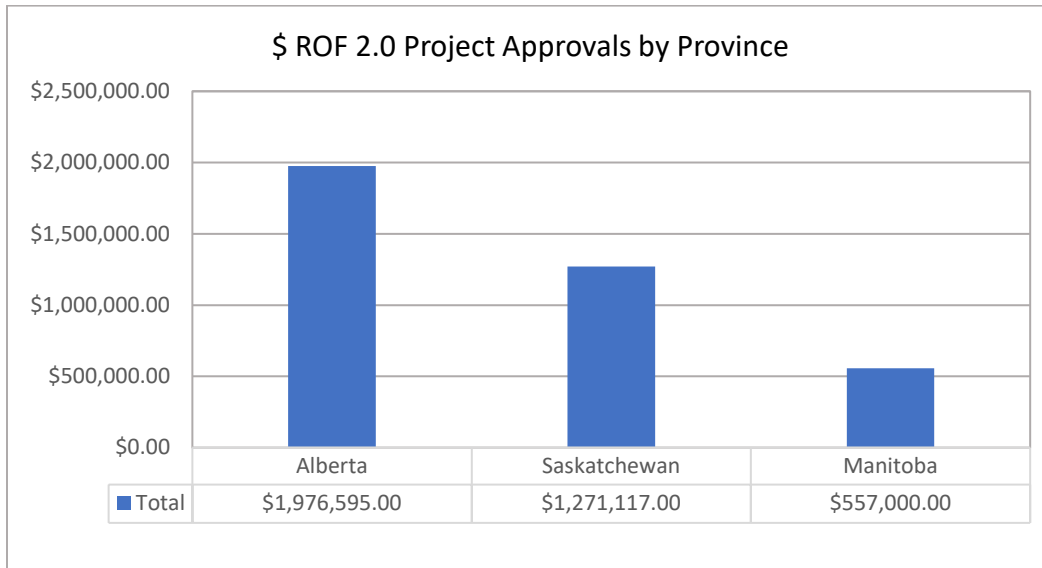 $ ROF 2.0 Project Approvals by Province
$2,500,000.00
$2,000,000.00
$1,500,000.00
$1,000,000.00
$500,000.00
$0.00
Alberta Saskatchewan Manitoba
Total $1,976,595.00 $1,271,117.00 $557,000.00